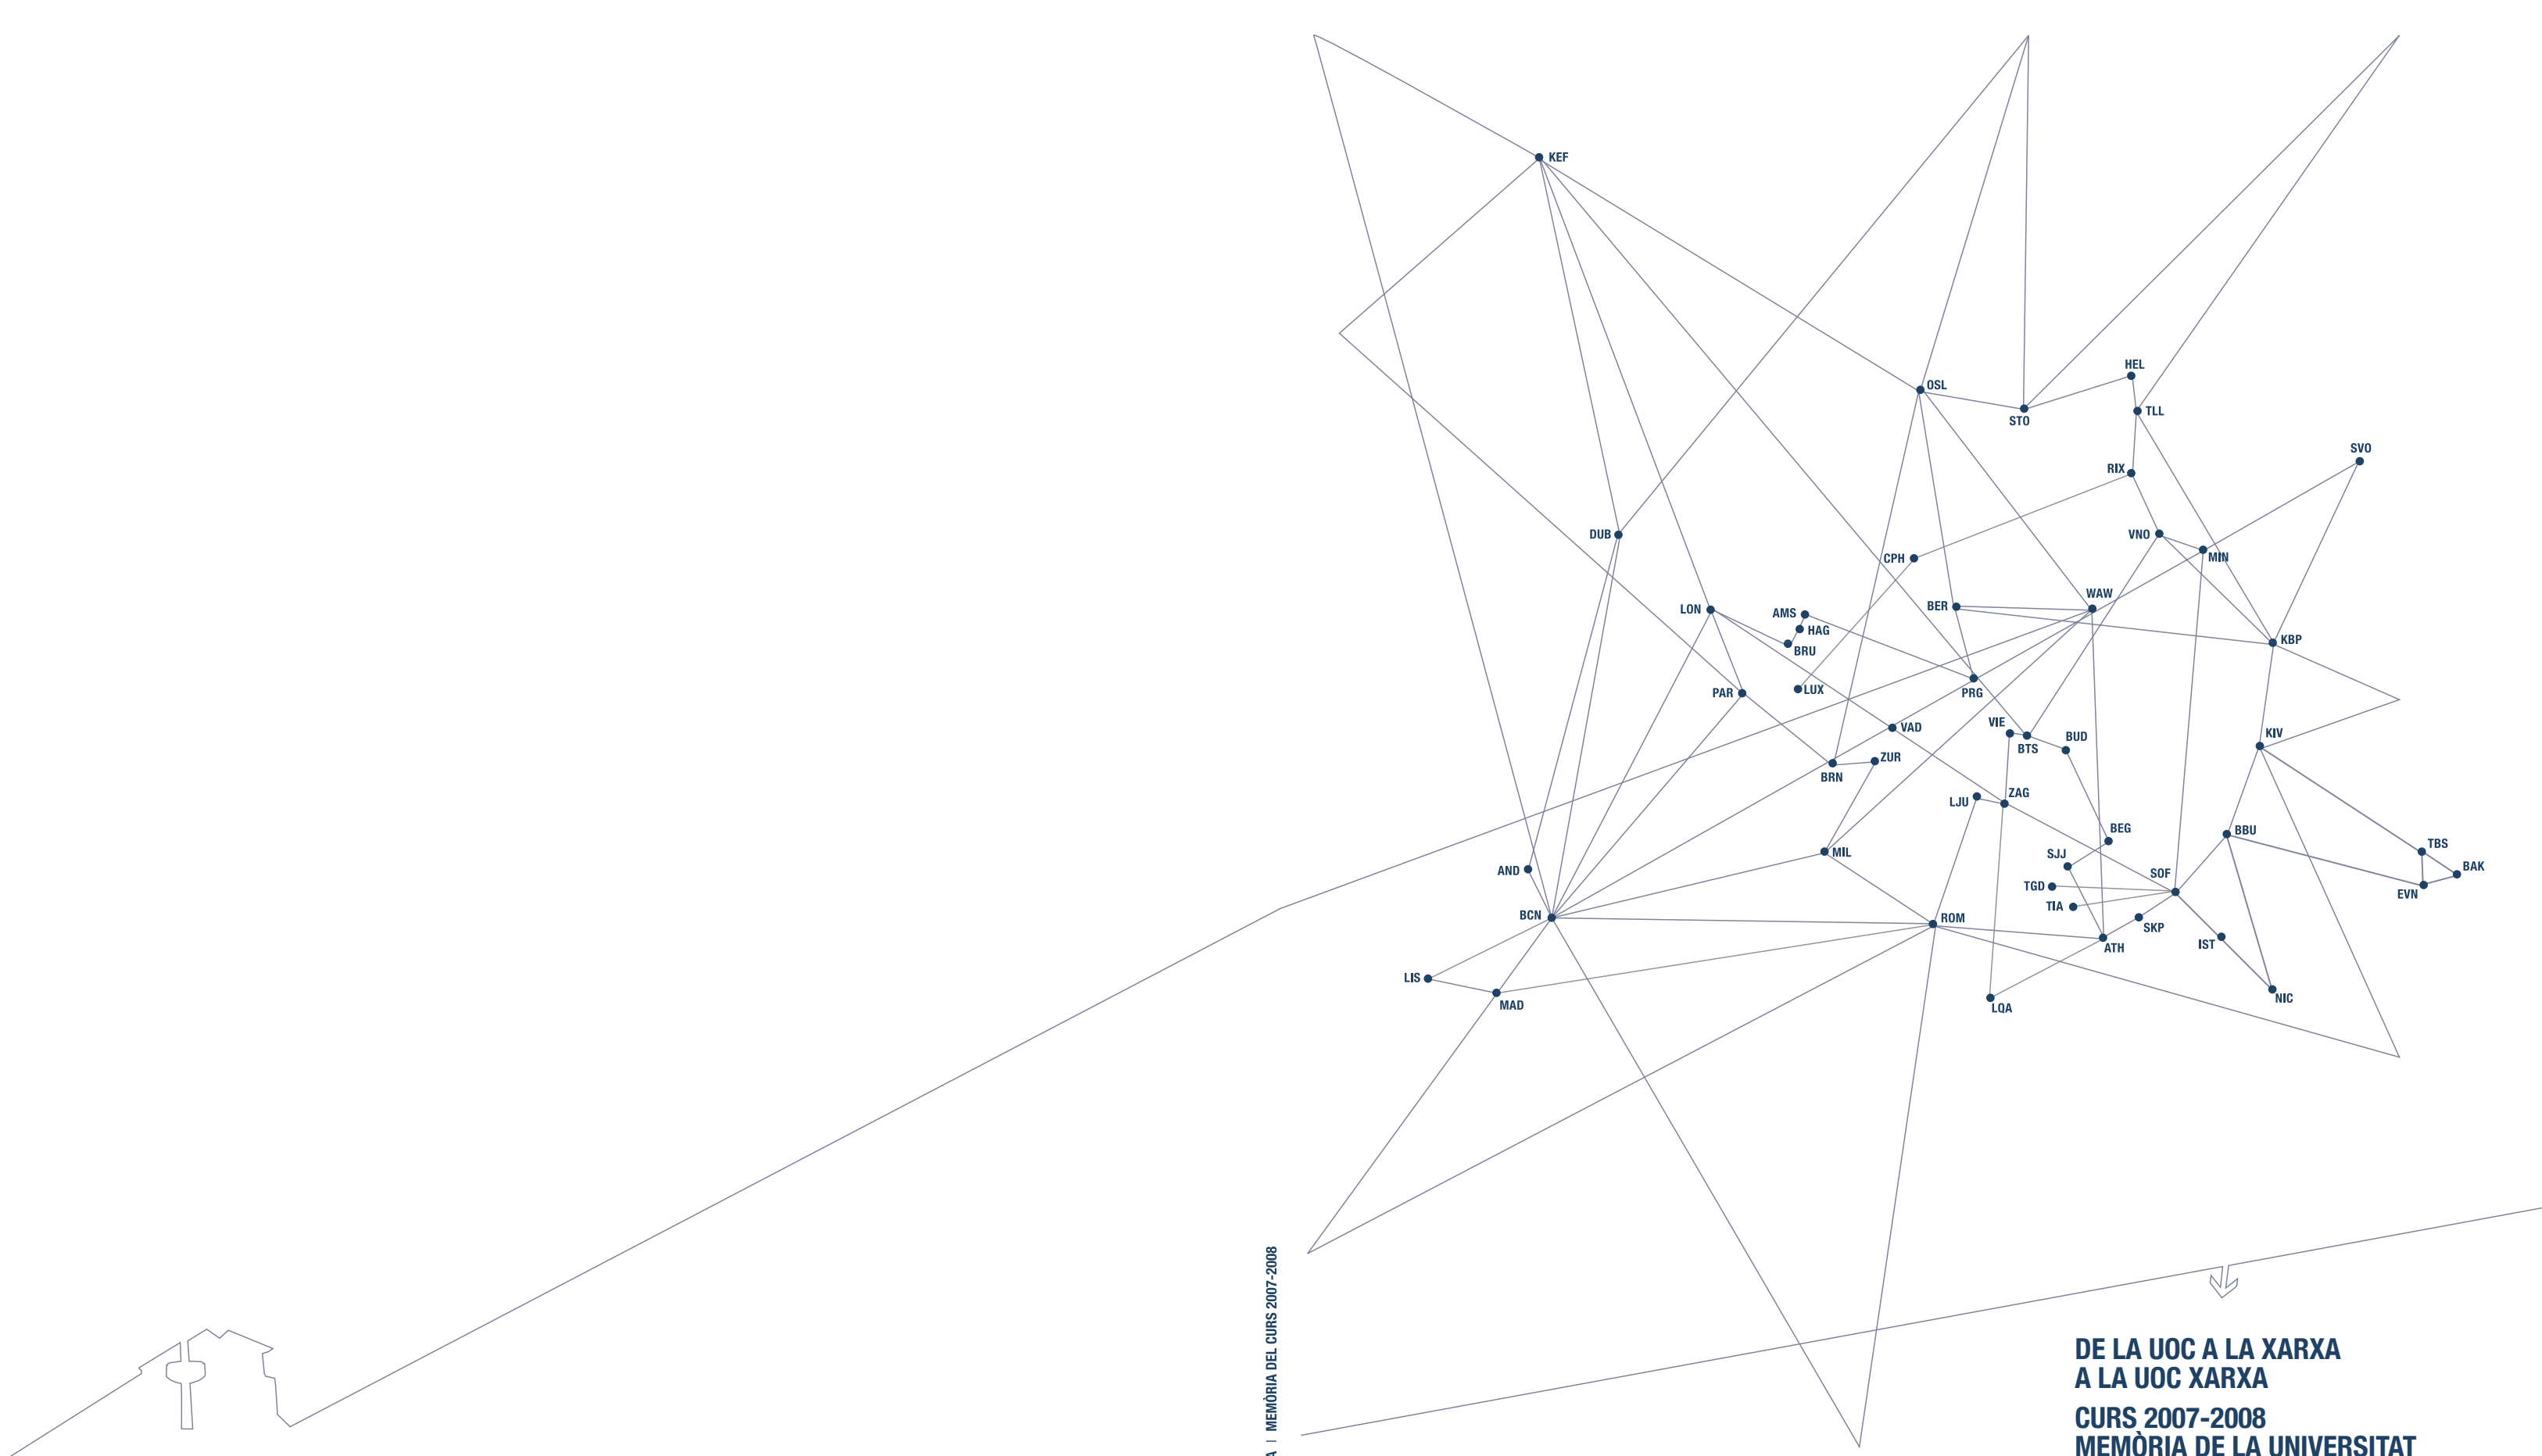 KEF
OSL
STO
HEL
TLL
SVO
RIX
DUB
VNO
MIN
CPH
WAW
LON
AMS
HAG
BRU
BER
KBP
PAR
LUX
PRG
VAD
VIE
BTS
BUD
KIV
BRN
ZUR
LJU
ZAG
BEG
BBU
TBS
BAK
EVN
AND
MIL
SJJ
SOF
TGD
TIA
BCN
ROM
SKP
ATH
IST
LIS
MAD
LQA
NIC
MEMÒRIA DEL CURS 2007-2008
DE LA UOC A LA XARXA
A LA UOC XARXA
CURS 2007-2008
MEMÒRIA DE LA UNIVERSITAT